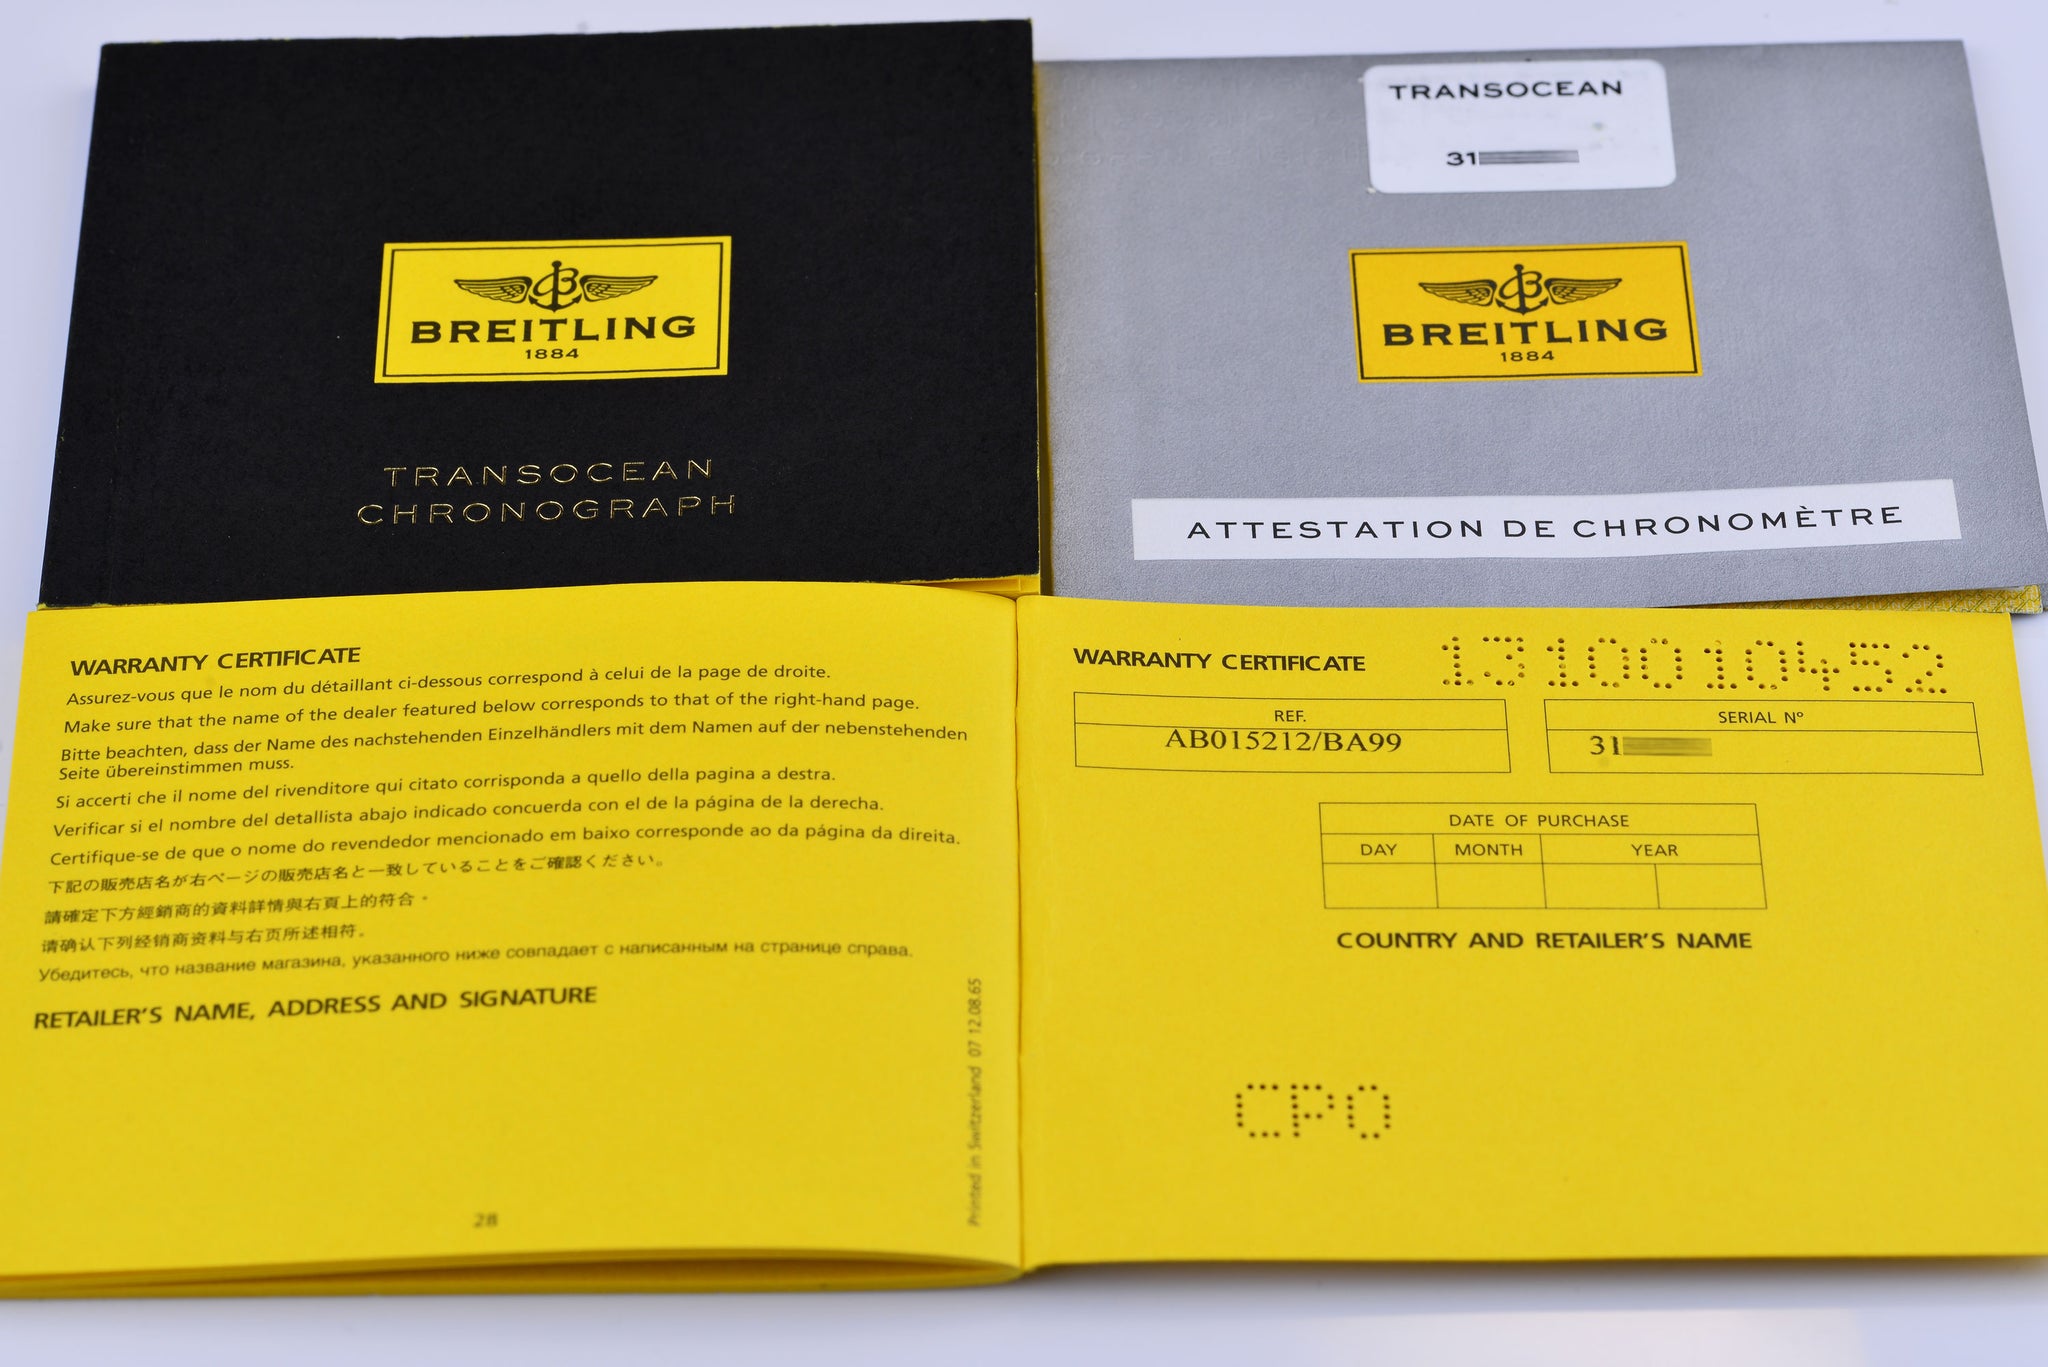 BREITLING
1884
TRANSOCEAN
CHRONOGRAPH
TRANSOCEAN
31
BREITLING
1884
ATTESTATION DE CHRONOMÈTRE
WARRANTY CERTIFICATE
Assurez-vous que le nom du détaillant ci-dessous correspond à celui de la page de droite.
Make sure that the name of the dealer featured below corresponds to that of the right-hand page.
Bitte beachten, dass der Name des nachstehenden Einzelhändlers mit dem Namen auf der nebenstehenden
Seite übereinstimmen muss.
Si accerti che il nome del rivenditore qui citato corrisponda a quello della pagina a destra.
Verificar si el nombre del detallista abajo indicado concuerda con el de la página de la derecha.
Certifique-se de que o nome do revendedor mencionado em baixo corresponde ao da página da direita.
下記の販売店名が右ページの販売店名と一致していることをご確認ください。
請確定下方經銷商的資料詳情與右頁上的符合。
请确认下列经销商资料与右页所述相符。
Убедитесь, что название магазина, указанного ниже совпадает с написанным на странице справа.
RETAILER'S NAME, ADDRESS AND SIGNATURE
Printed in Switzerland 07 12.08.65
28
WARRANTY CERTIFICATE
13100 10452
REF.
AB015212/BA99
SERIAL Nº
31
DATE OF PURCHASE
DAY MONTH YEAR
COUNTRY AND RETAILER'S NAME
CPO